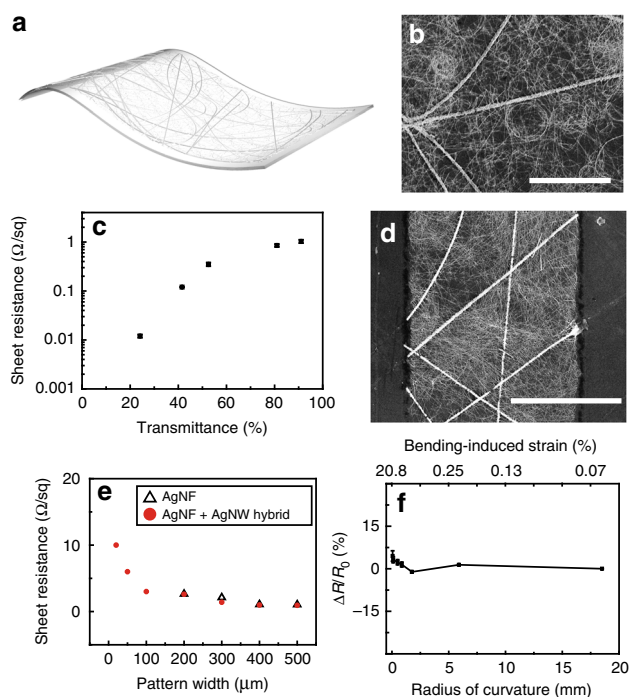 a
b
c
Sheet resistance (Ω/sq)
1
0.1
0.01
0.001
0 20 40 60 80 100
Transmittance (%)
d
e
Sheet resistance (Ω/sq)
20
10
0
AgNF
AgNF + AgNW hybrid
0 100 200 300 400 500
Pattern width (μm)
Bending-induced strain (%)
20.8 0.25 0.13 0.07
f
ΔR/R0 (%)
15
0
−15
0 5 10 15 20
Radius of curvature (mm)